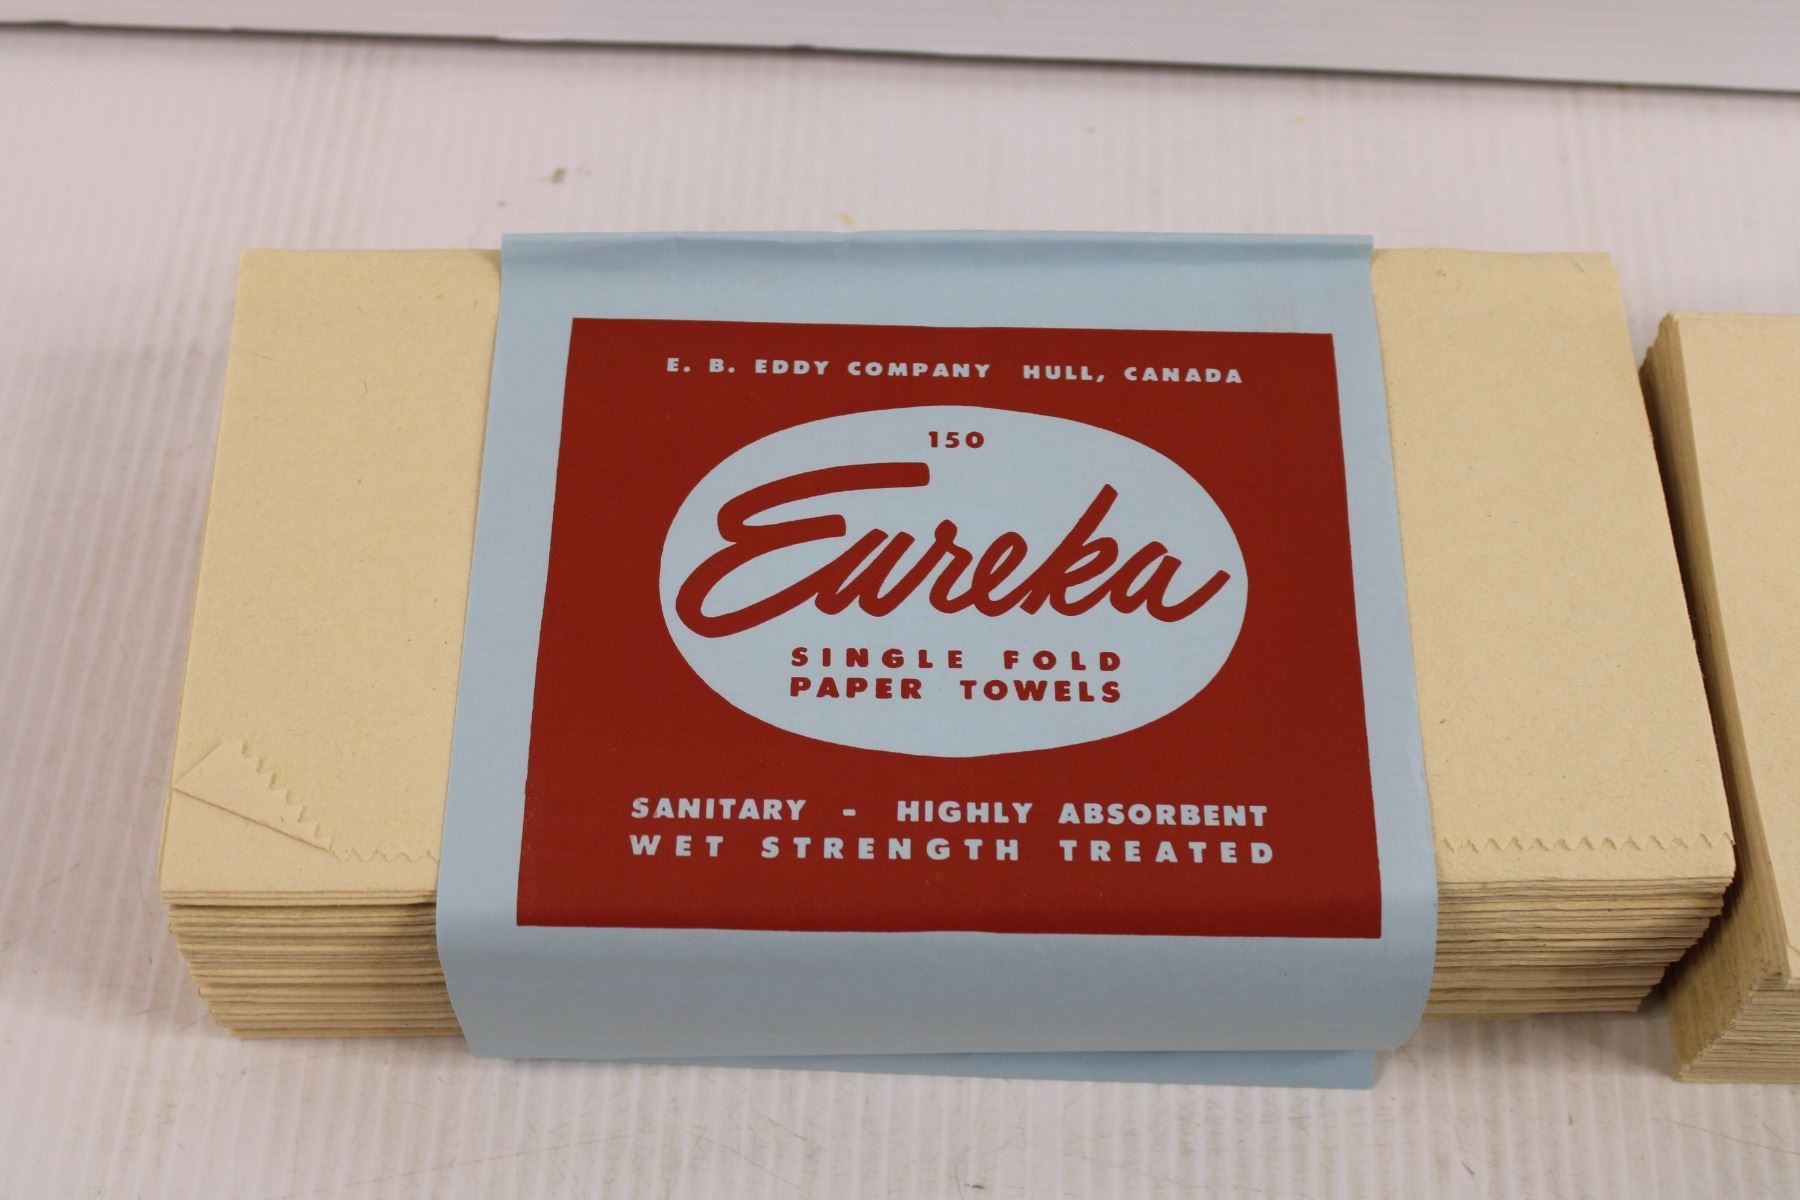 E. B. EDDY COMPANY HULL, CANADA
150
Eureka
SINGLE FOLD
PAPER TOWELS
SANITARY - HIGHLY ABSORBENT
WET STRENGTH TREATED